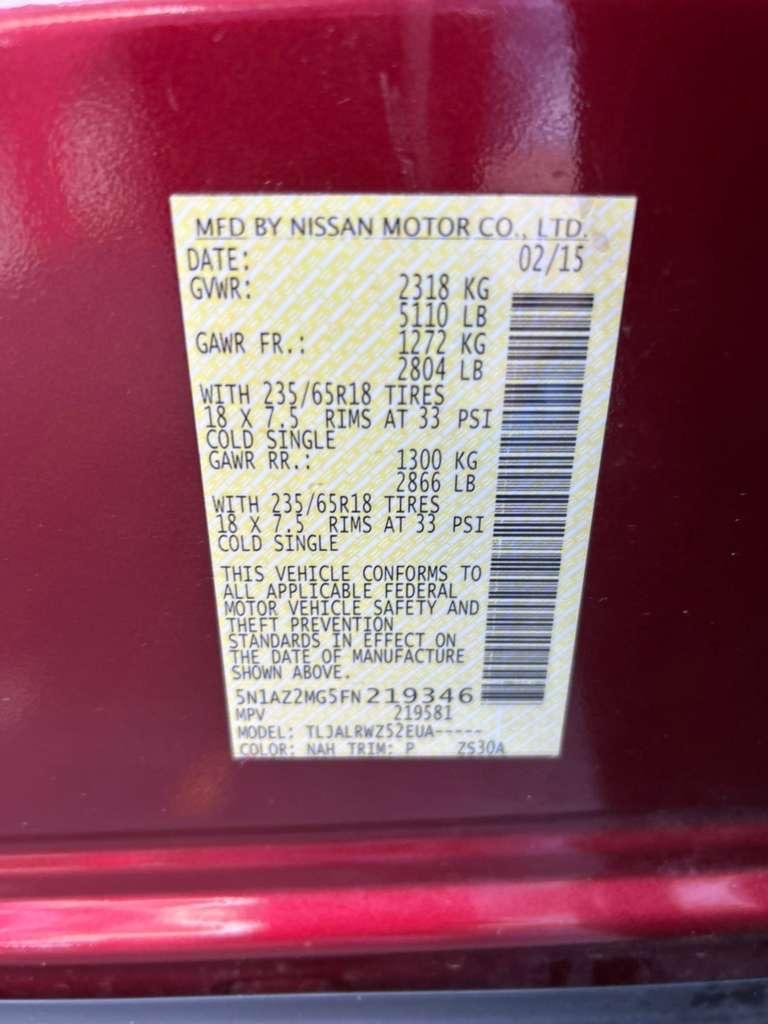 MFD BY NISSAN MOTOR CO., LTD.
DATE: 02/15
GVWR: 2318 KG
5110 LB
GAWR FR.: 1272 KG
2804 LB
WITH 235/65R18 TIRES
18 X 7.5 RIMS AT 33 PSI
COLD SINGLE
GAWR RR.: 1300 KG
2866 LB
WITH 235/65R18 TIRES
18 X 7.5 RIMS AT 33 PSI
COLD SINGLE
THIS VEHICLE CONFORMS TO
ALL APPLICABLE FEDERAL
MOTOR VEHICLE SAFETY AND
THEFT PREVENTION
STANDARDS IN EFFECT ON
THE DATE OF MANUFACTURE
SHOWN ABOVE.
5N1AZ2MG5FN219346
MPV 219581
MODEL: TLJALRWZ52EUA-----
COLOR: NAH TRIM: P ZS30A